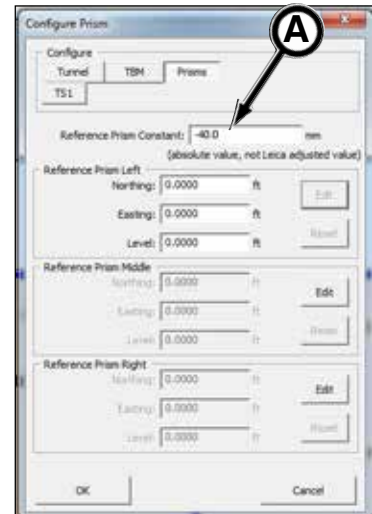 Configure Prism
A
Configure
Tunnel TBM Prisms
TS1
Reference Prism Constant: -40.0 mm
(absolute value, not Leica adjusted value)
Reference Prism Left
Northing: 0.0000 ft
Edit
Easting: 0.0000 ft
Reset
Level: 0.0000 ft
Reference Prism Middle
Northing: 0.0000 ft
Edit
Easting: 0.0000 ft
Reset
Level: 0.0000 ft
Reference Prism Right
Northing: 0.0000 ft
Edit
Easting: 0.0000 ft
Reset
Level: 0.0000 ft
OK Cancel